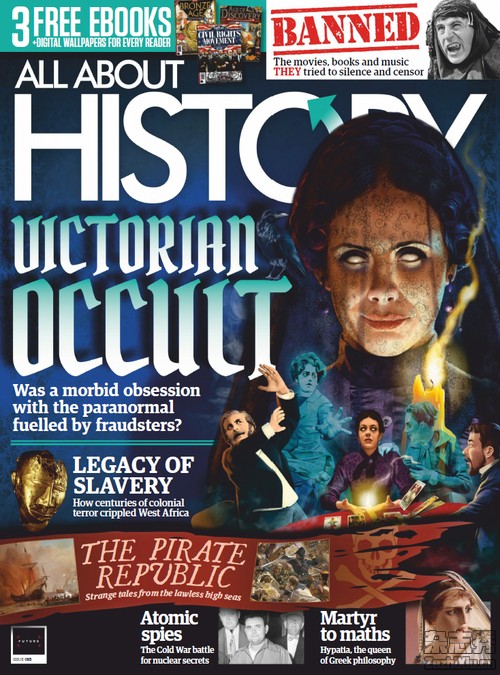 3 FREE EBOOKS
+DIGITAL WALLPAPERS FOR EVERY READER
BRONZE AGE
DISCOVERY
CIVIL RIGHTS
MOVEMENT
BANNED
The movies, books and music
THEY tried to silence and censor
ALL ABOUT
HISTORY
VICTORIAN
OCCULT
Was a morbid obsession
with the paranormal
fuelled by fraudsters?
LEGACY OF
SLAVERY
How centuries of colonial
terror crippled West Africa
THE PIRATE
REPUBLIC
Strange tales from the lawless high seas
Atomic
spies
The Cold War battle
for nuclear secrets
Martyr
to maths
Hypatia, the queen
of Greek philosophy
FUTURE
ISSUE